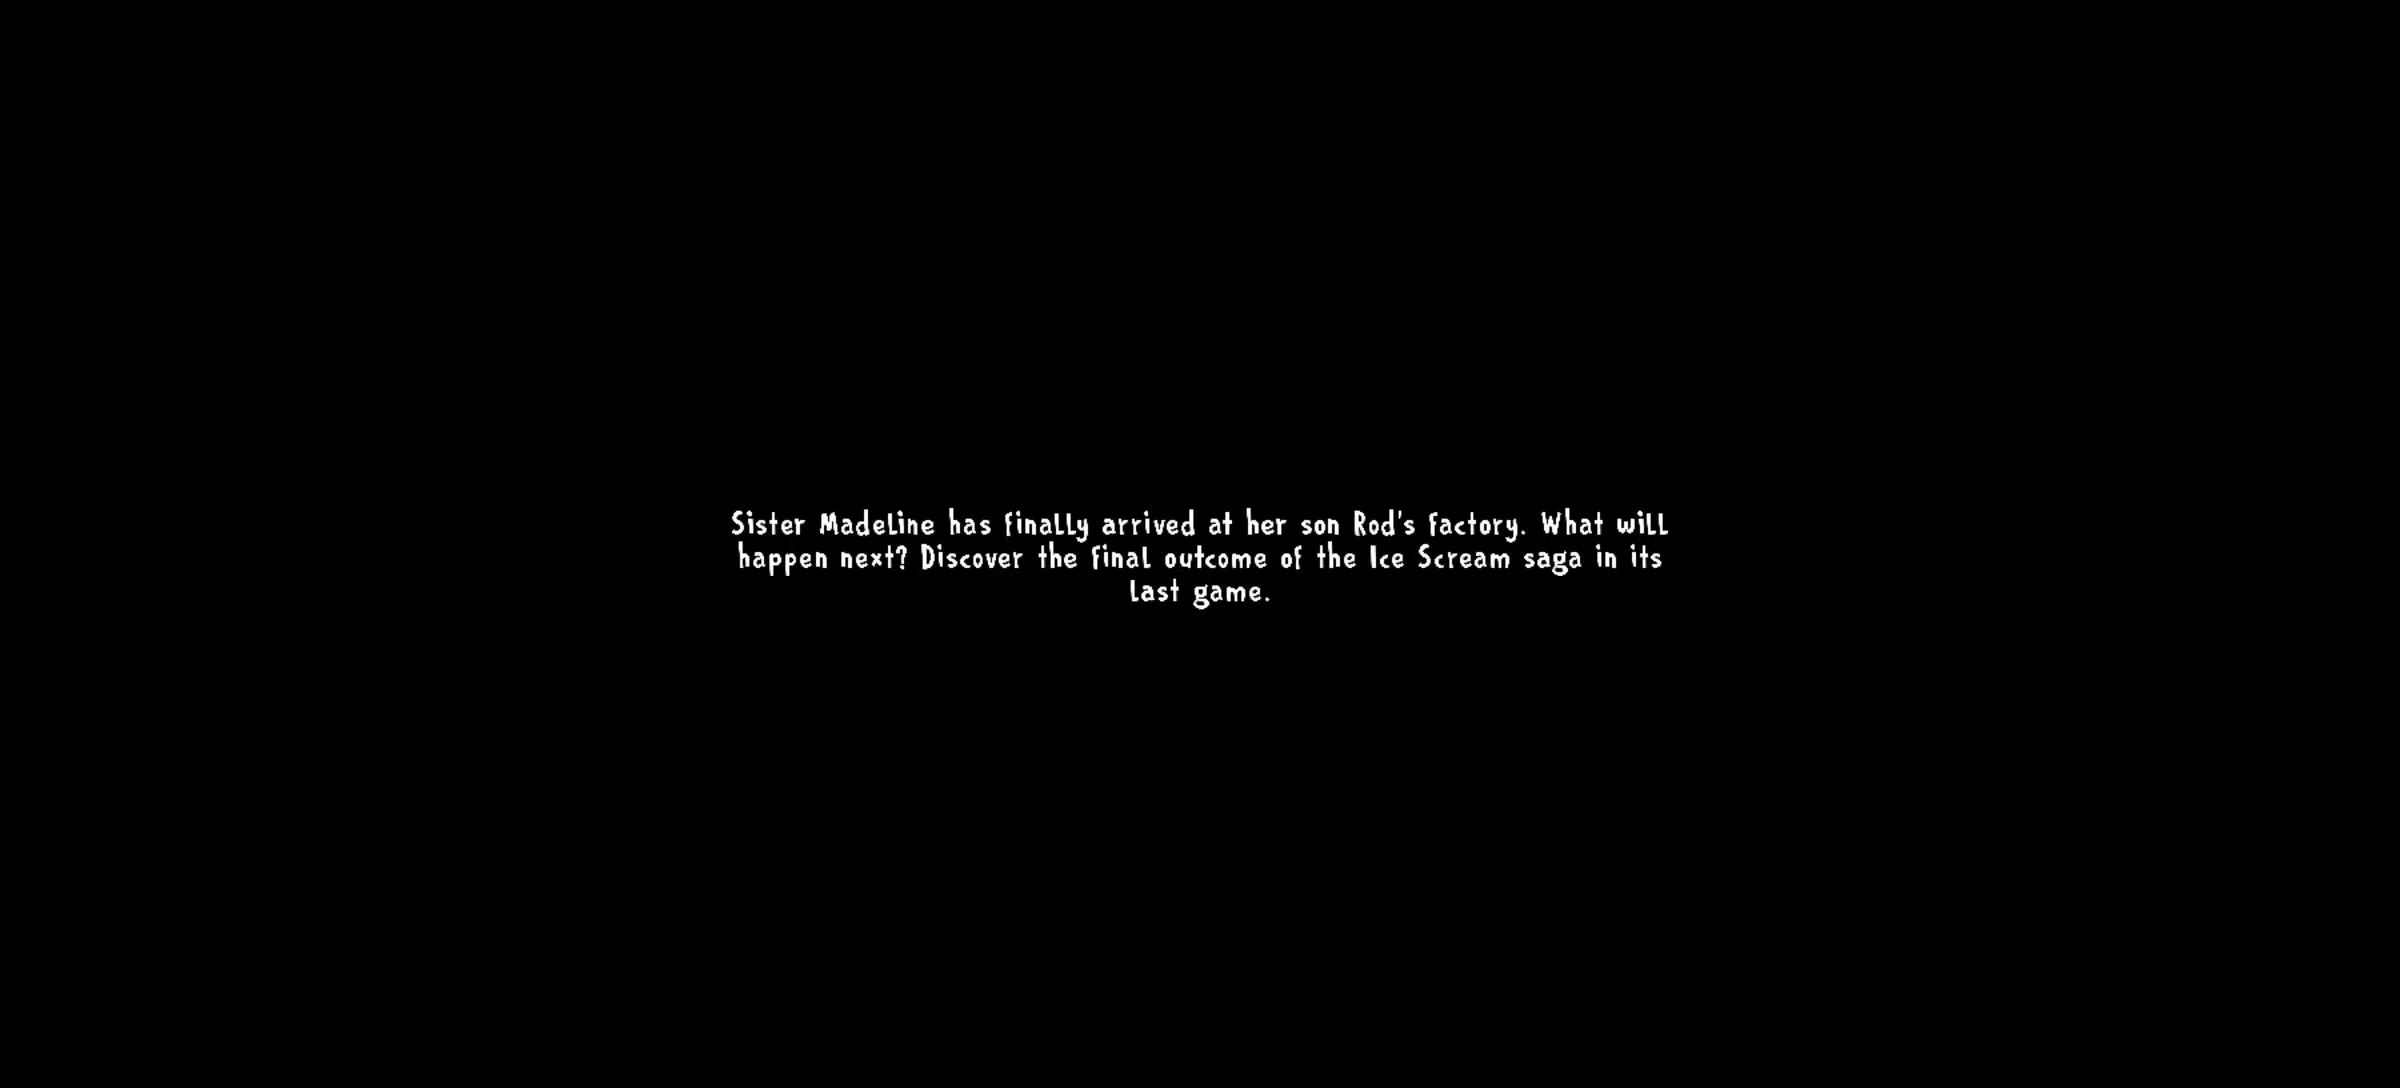 Sister Madeline has finally arrived at her son Rod's factory. What will
happen next? Discover the final outcome of the Ice Scream saga in its
last game.